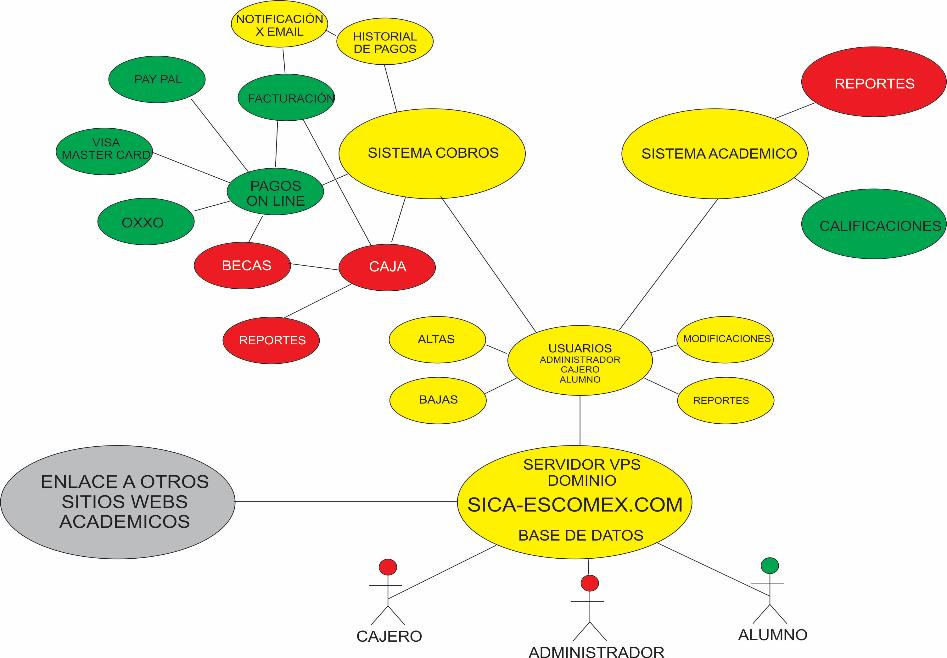 NOTIFICACIÓN
X EMAIL
HISTORIAL
DE PAGOS
PAY PAL
FACTURACIÓN
REPORTES
VISA
MASTER CARD
SISTEMA COBROS
SISTEMA ACADEMICO
PAGOS
ON LINE
OXXO
CALIFICACIONES
BECAS
CAJA
REPORTES
ALTAS
USUARIOS
ADMINISTRADOR
CAJERO
ALUMNO
MODIFICACIONES
BAJAS
REPORTES
ENLACE A OTROS
SITIOS WEBS
ACADEMICOS
SERVIDOR VPS
DOMINIO
SICA-ESCOMEX.COM
BASE DE DATOS
CAJERO
ADMINISTRADOR
ALUMNO